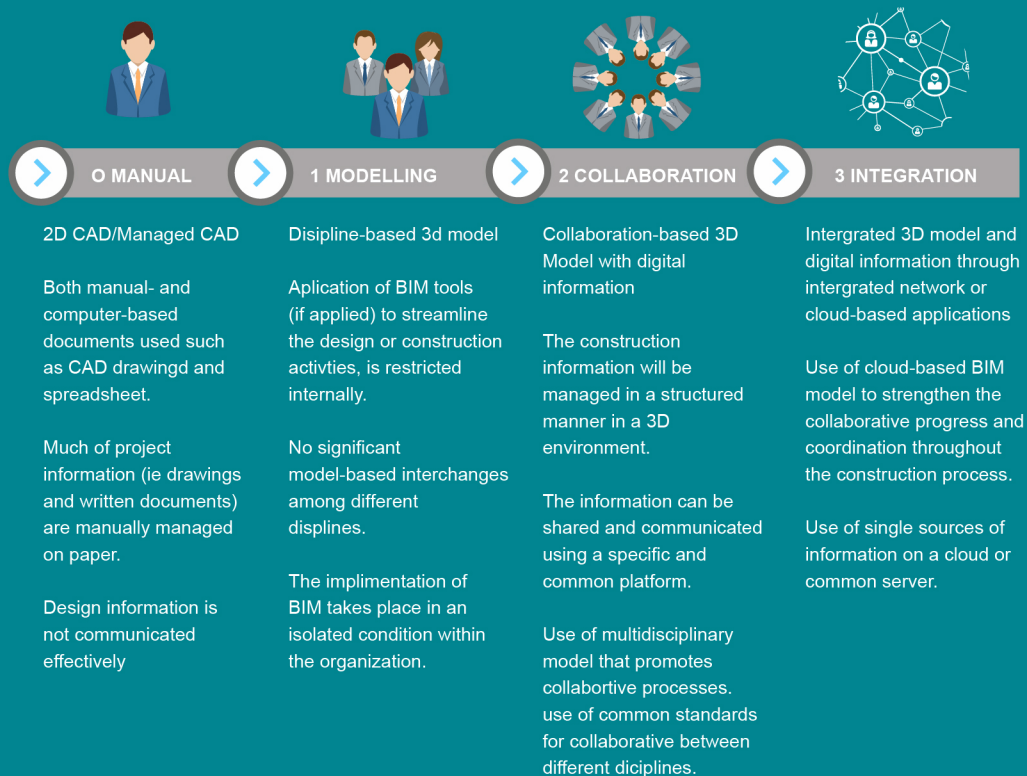 O MANUAL
1 MODELLING
2 COLLABORATION
3 INTEGRATION
2D CAD/Managed CAD
Both manual- and
computer-based
documents used such
as CAD drawingd and
spreadsheet.
Much of project
information (ie drawings
and written documents)
are manually managed
on paper.
Design information is
not communicated
effectively
Disipline-based 3d model
Aplication of BIM tools
(if applied) to streamline
the design or construction
activties, is restricted
internally.
No significant
model-based interchanges
among different
displines.
The implimentation of
BIM takes place in an
isolated condition within
the organization.
Collaboration-based 3D
Model with digital
information
The construction
information will be
managed in a structured
manner in a 3D
environment.
The information can be
shared and communicated
using a specific and
common platform.
Use of multidisciplinary
model that promotes
collabortive processes.
use of common standards
for collaborative between
different diciplines.
Intergrated 3D model and
digital information through
intergrated network or
cloud-based applications
Use of cloud-based BIM
model to strengthen the
collaborative progress and
coordination throughout
the construction process.
Use of single sources of
information on a cloud or
common server.